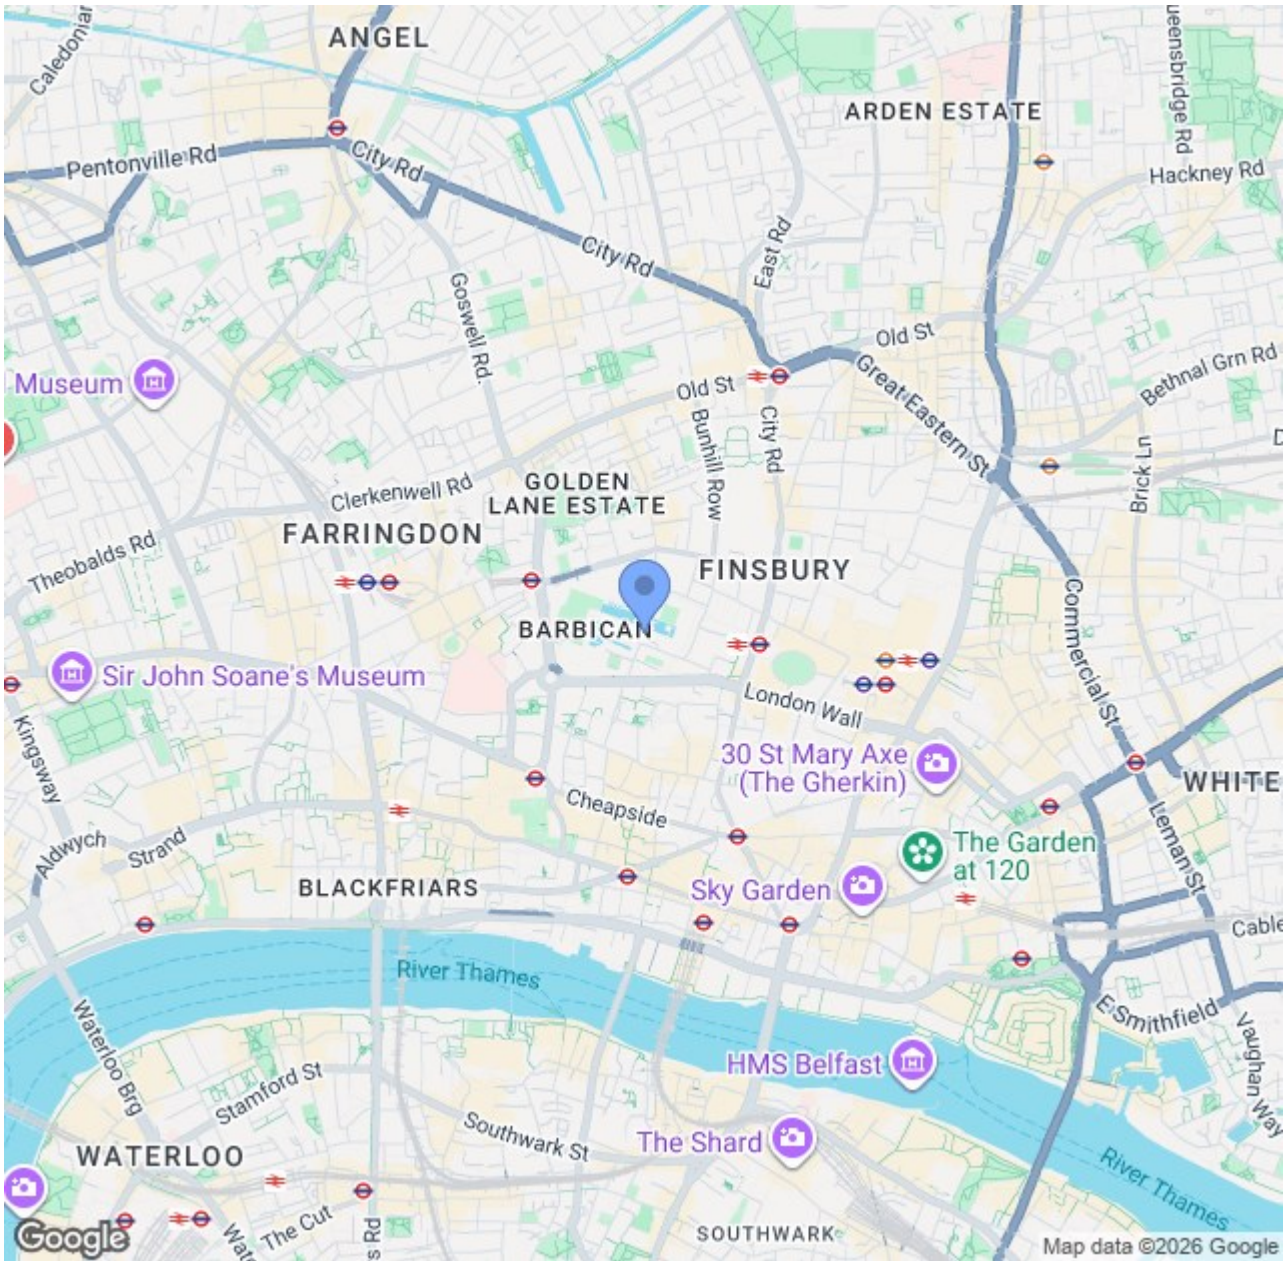 Caledonian
ANGEL
ueensbridge Rd
ARDEN ESTATE
Pentonville Rd
City Rd
Hackney Rd
City Rd
East Rd
Goswell Rd.
Old St
Great Eastern St
Bethnal Grn Rd
Museum
Old St
Bunhill Row
City Rd
Brick Ln
D
Clerkenwell Rd
GOLDEN
LANE ESTATE
FARRINGDON
Theobalds Rd
FINSBURY
Commercial St
BARBICAN
Sir John Soane's Museum
London Wall
Kingsway
30 St Mary Axe
(The Gherkin)
WHITE
Cheapside
Leman St
Aldwych
Strand
The Garden
at 120
BLACKFRIARS
Sky Garden
Cable
River Thames
E Smithfield
Waterloo Brg
Vaughan Way
HMS Belfast
Stamford St
Southwark St
The Shard
WATERLOO
River Thames
The Cut
Wate
s Rd
SOUTHWARK
Google
Map data ©2026 Google